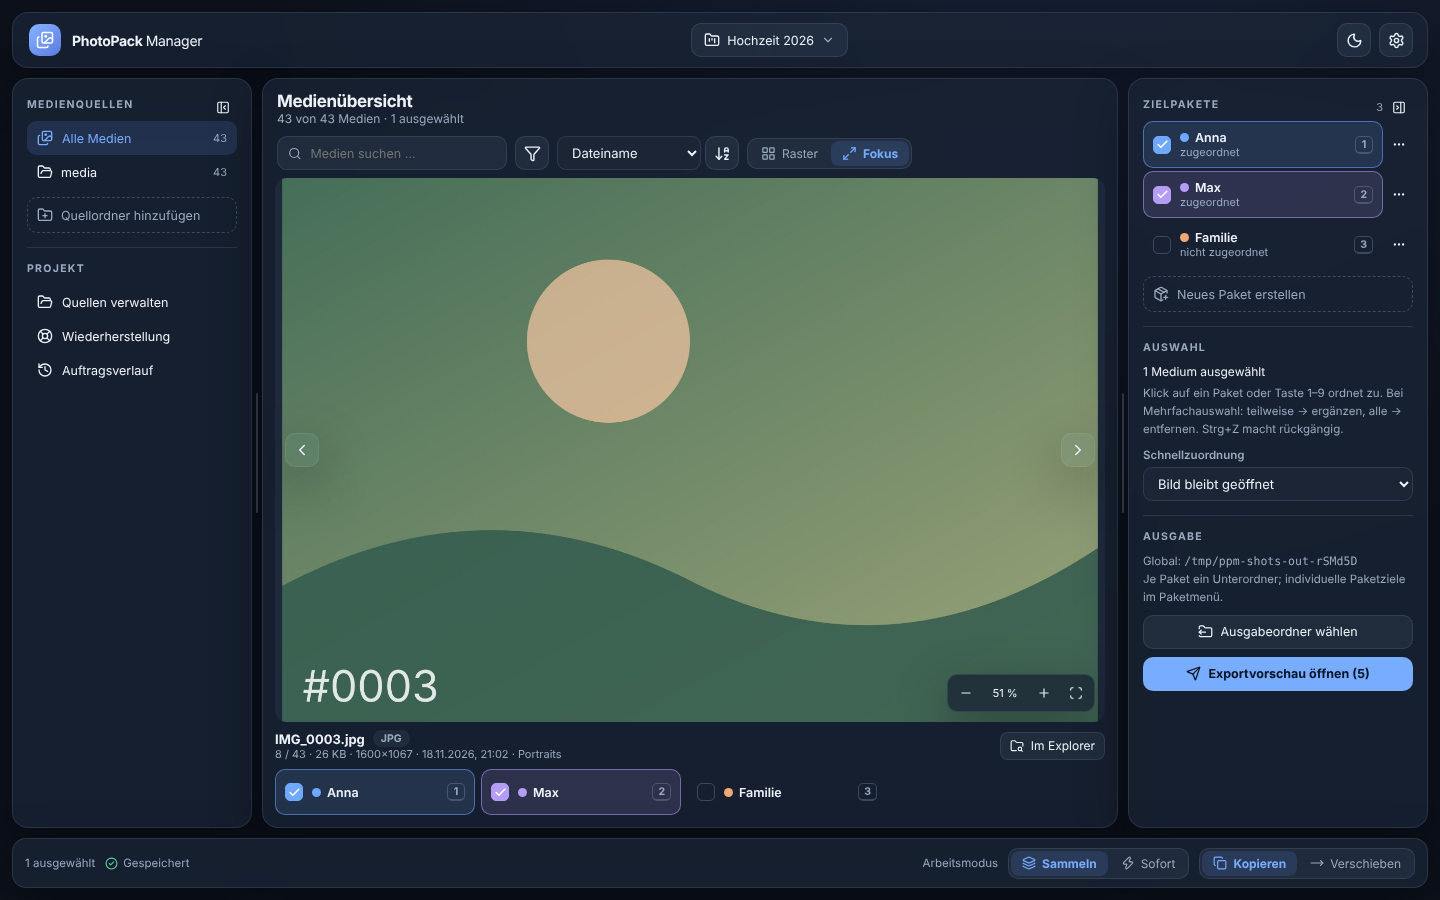 PhotoPack Manager
Hochzeit 2026
MEDIENQUELLEN
Alle Medien 43
media 43
Quellordner hinzufügen
PROJEKT
Quellen verwalten
Wiederherstellung
Auftragsverlauf
Medienübersicht
43 von 43 Medien · 1 ausgewählt
Medien suchen ...
Dateiname
Raster
Fokus
#0003
51 %
IMG_0003.jpg JPG
8 / 43 · 26 KB · 1600×1067 · 18.11.2026, 21:02 · Portraits
Im Explorer
Anna 1
Max 2
Familie 3
ZIELPAKETE 3
Anna
zugeordnet
1
Max
zugeordnet
2
Familie
nicht zugeordnet
3
Neues Paket erstellen
AUSWAHL
1 Medium ausgewählt
Klick auf ein Paket oder Taste 1–9 ordnet zu. Bei
Mehrfachauswahl: teilweise → ergänzen, alle →
entfernen. Strg+Z macht rückgängig.
Schnellzuordnung
Bild bleibt geöffnet
AUSGABE
Global: /tmp/ppm-shots-out-rSMd5D
Je Paket ein Unterordner; individuelle Paketziele
im Paketmenü.
Ausgabeordner wählen
Exportvorschau öffnen (5)
1 ausgewählt Gespeichert
Arbeitsmodus Sammeln Sofort Kopieren Verschieben